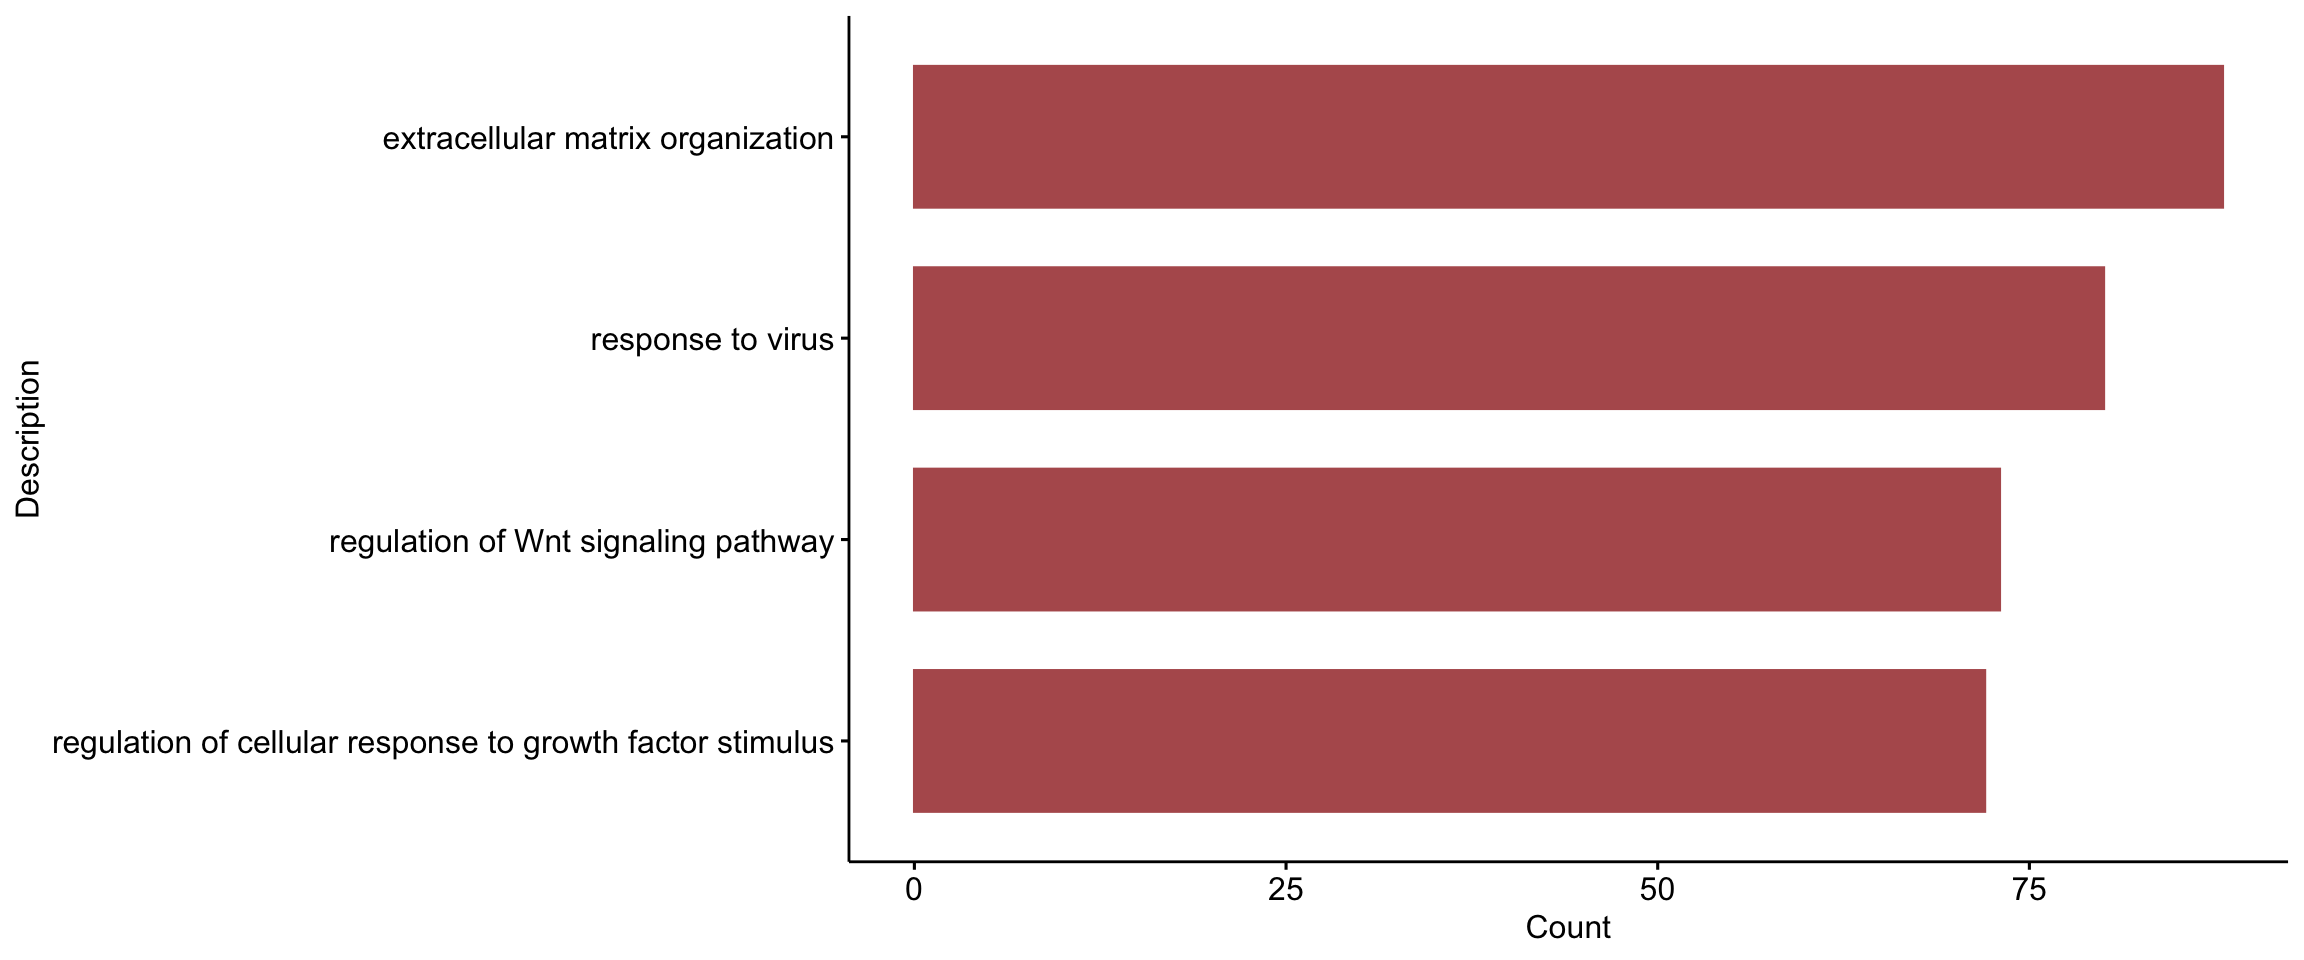 extracellular matrix organization
response to virus
regulation of Wnt signaling pathway
regulation of cellular response to growth factor stimulus
Description
0 25 50 75
Count